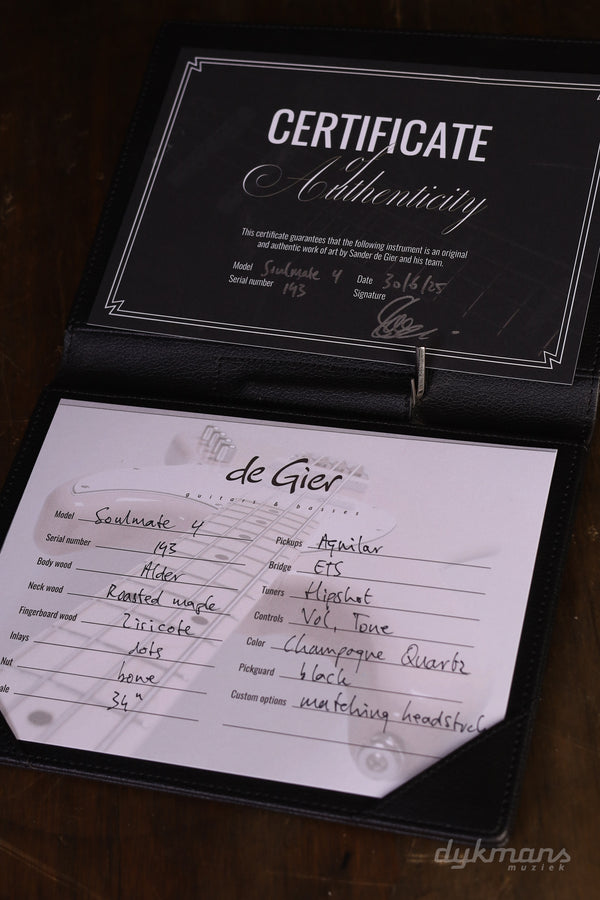 CERTIFICATE
of
Authenticity
This certificate guarantees that the following instrument is an original
and authentic work of art by Sander de Gier and his team.
Model Soulmate 4 Date 30/6/25
Serial number 193 Signature
de Gier
guitars & basses
Model Soulmate 4
Serial number 193
Body wood Alder
Neck wood Roasted maple
Fingerboard wood Ziricote
Inlays dots
Nut bone
ale 34"
Pickups Aguilar
Bridge ETS
Tuners Hipshot
Controls Vol, Tone
Color Champagne Quartz
Pickguard black
Custom options matching headstock
dykmans
muziek